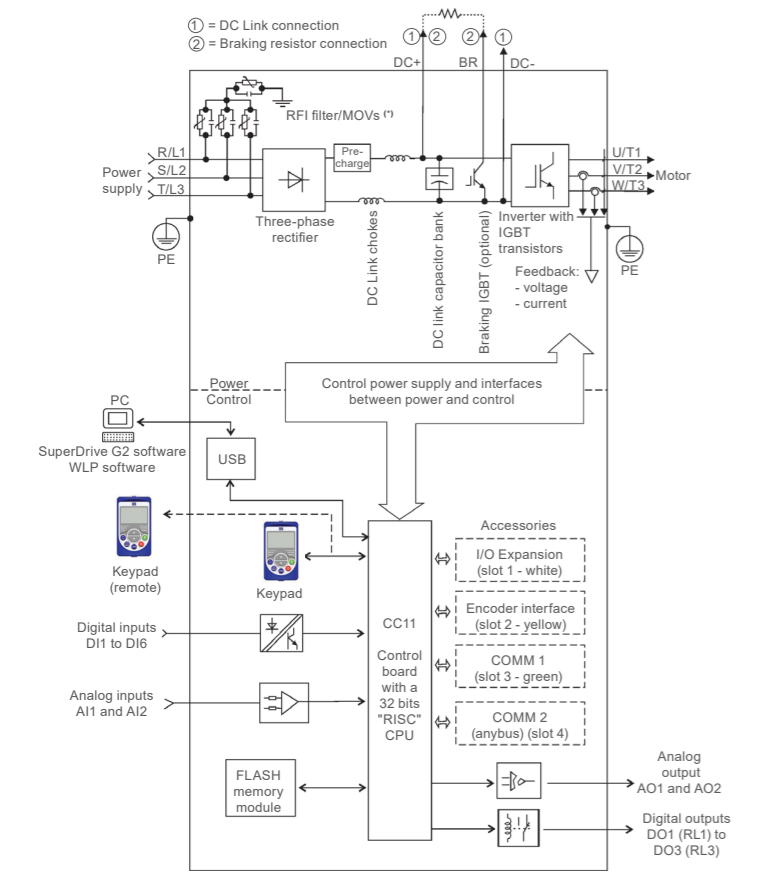 ① = DC Link connection
② = Braking resistor connection
① ② ② ①
DC+ BR DC-
RFI filter/MOVs (*)
Power supply
R/L1
S/L2
T/L3
Pre-
charge
U/T1
V/T2
W/T3
Motor
PE
Three-phase
rectifier
DC Link chokes
DC link capacitor bank
Braking IGBT (optional)
Inverter with
IGBT
transistors
Feedback:
- voltage
- current
PE
Power
Control
Control power supply and interfaces
between power and control
PC
SuperDrive G2 software
WLP software
USB
Keypad
(remote)
Keypad
Digital inputs
DI1 to DI6
Analog inputs
AI1 and AI2
FLASH
memory
module
CC11
Control
board
with a
32 bits
"RISC"
CPU
Accessories
I/O Expansion
(slot 1 - white)
Encoder interface
(slot 2 - yellow)
COMM 1
(slot 3 - green)
COMM 2
(anybus) (slot 4)
Analog
output
AO1 and AO2
Digital outputs
DO1 (RL1) to
DO3 (RL3)